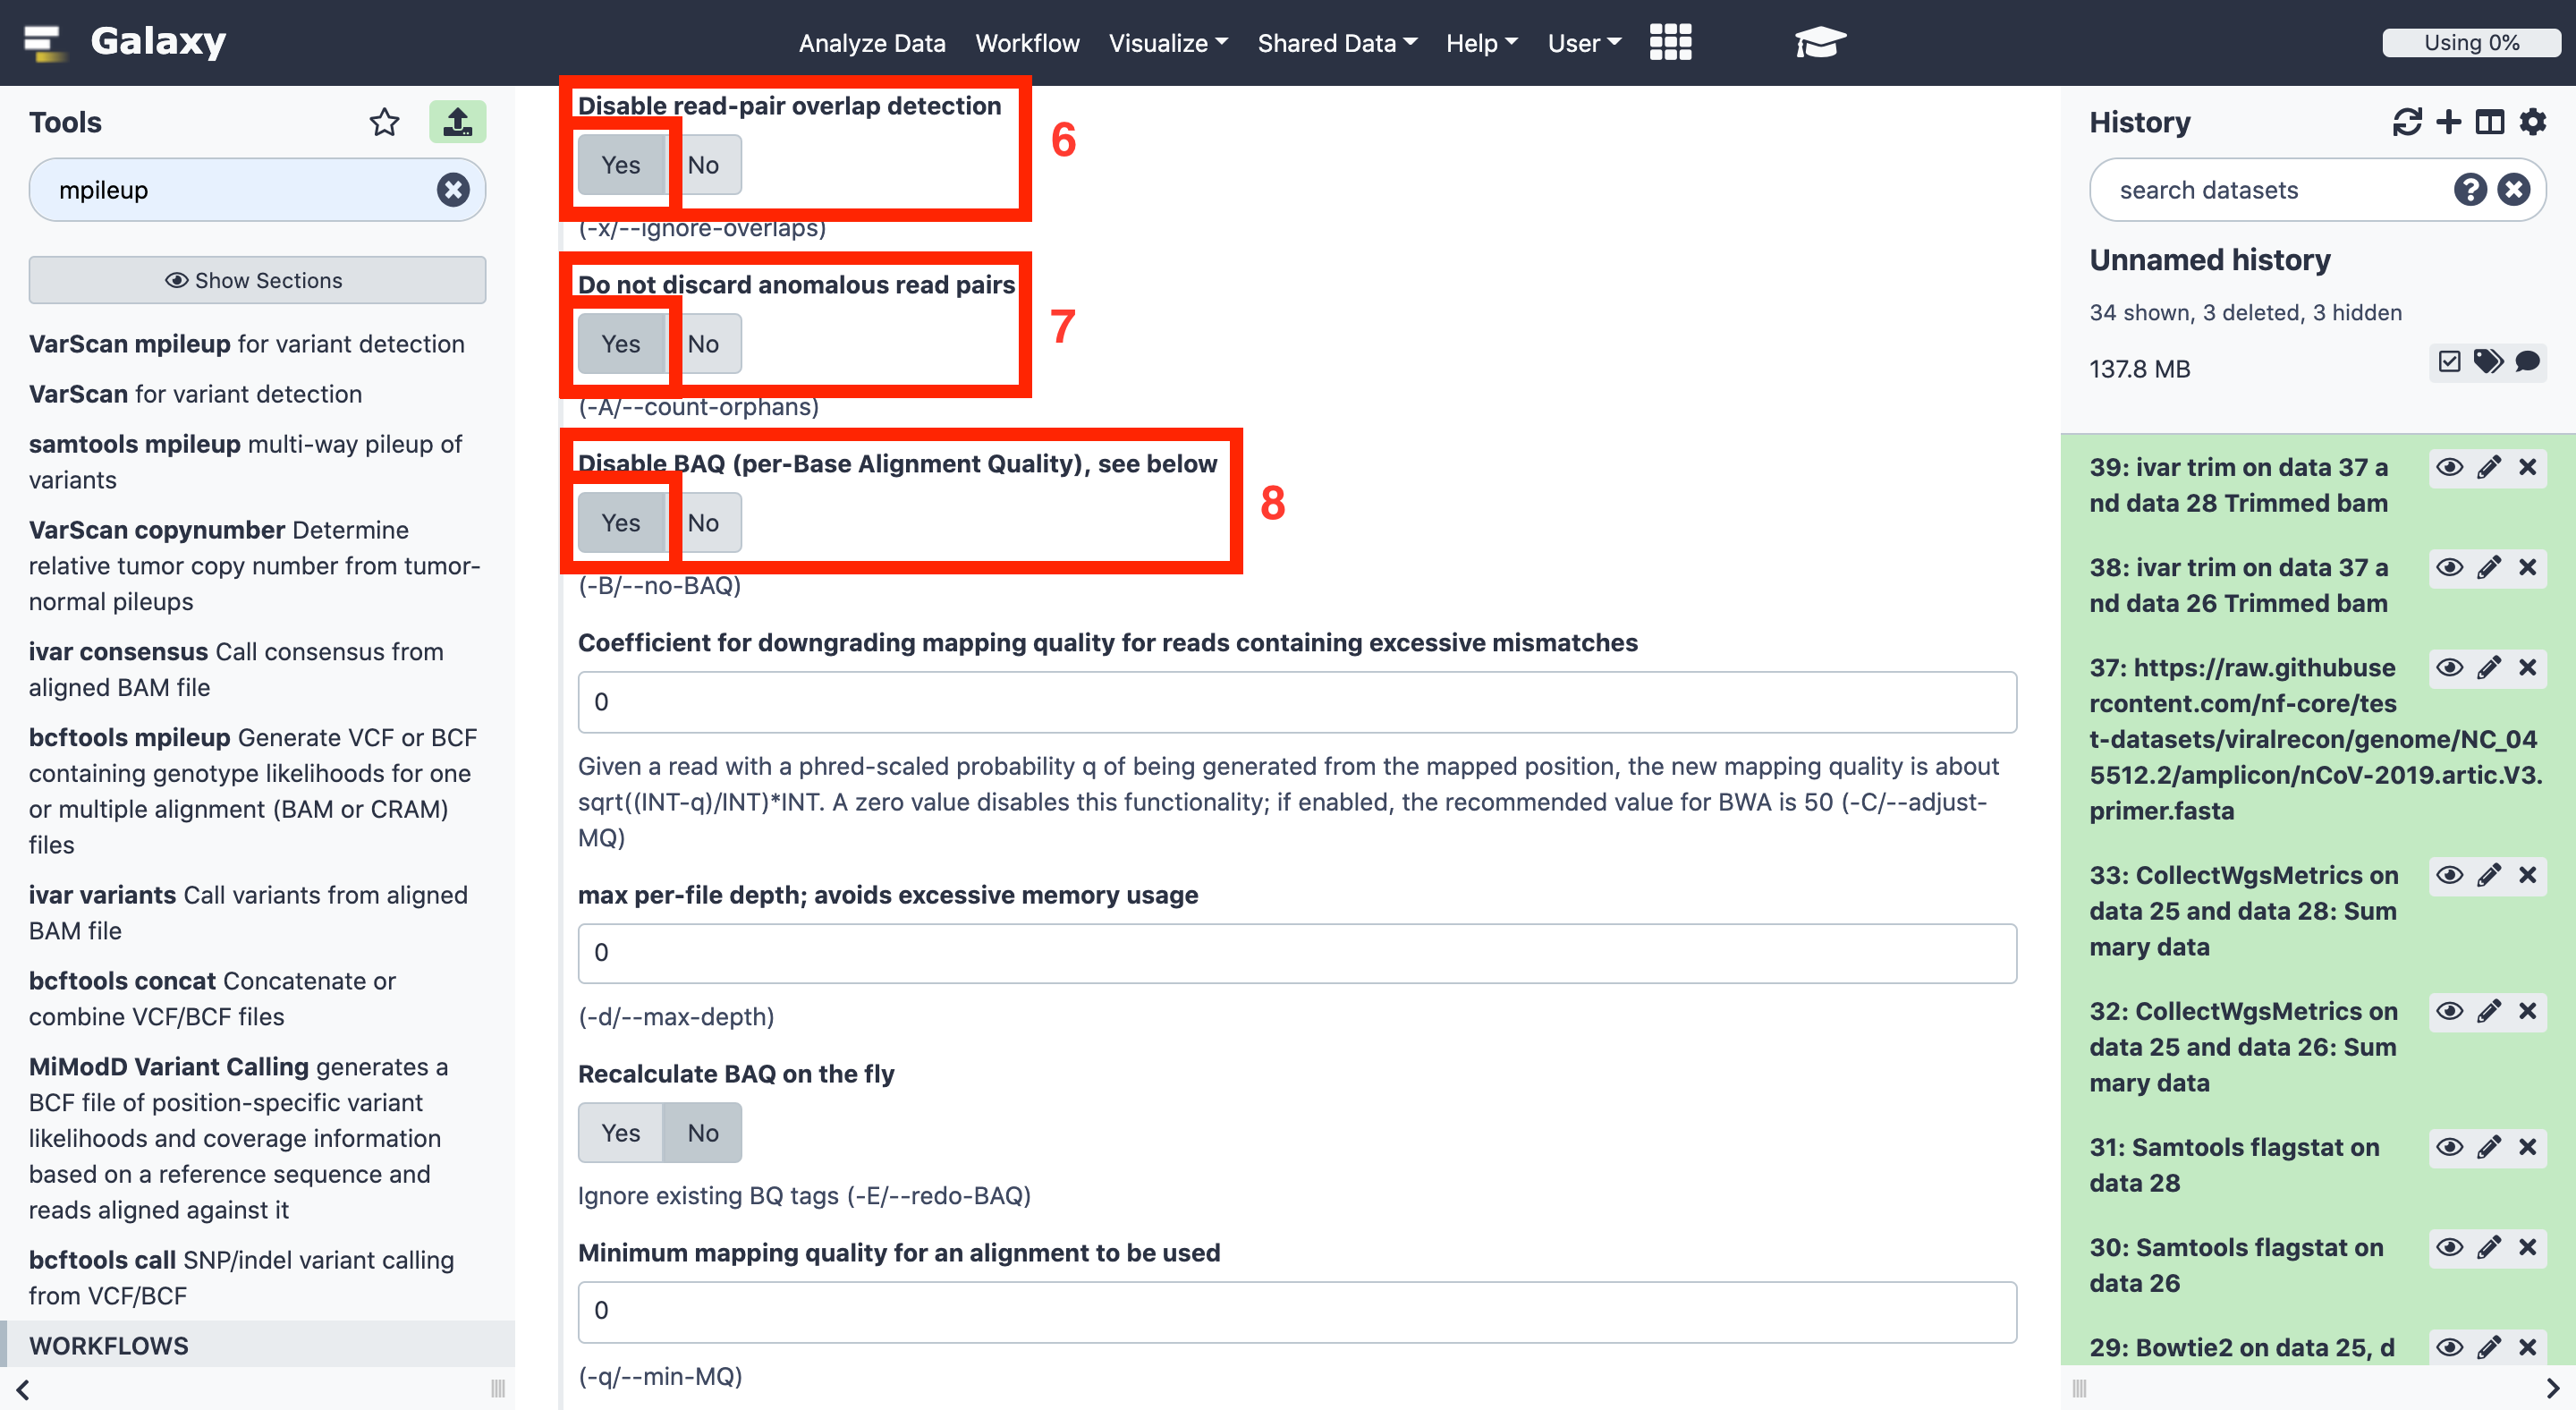 Galaxy
Analyze Data Workflow Visualize Shared Data Help User
Using 0%
Tools
mpileup
Show Sections
VarScan mpileup for variant detection
VarScan for variant detection
samtools mpileup multi-way pileup of
variants
VarScan copynumber Determine
relative tumor copy number from tumor-
normal pileups
ivar consensus Call consensus from
aligned BAM file
bcftools mpileup Generate VCF or BCF
containing genotype likelihoods for one
or multiple alignment (BAM or CRAM)
files
ivar variants Call variants from aligned
BAM file
bcftools concat Concatenate or
combine VCF/BCF files
MiModD Variant Calling generates a
BCF file of position-specific variant
likelihoods and coverage information
based on a reference sequence and
reads aligned against it
bcftools call SNP/indel variant calling
from VCF/BCF
WORKFLOWS
Disable read-pair overlap detection
6
Yes No
(-x/--ignore-overlaps)
Do not discard anomalous read pairs
7
Yes No
(-A/--count-orphans)
Disable BAQ (per-Base Alignment Quality), see below
8
Yes No
(-B/--no-BAQ)
Coefficient for downgrading mapping quality for reads containing excessive mismatches
0
Given a read with a phred-scaled probability q of being generated from the mapped position, the new mapping quality is about
sqrt((INT-q)/INT)*INT. A zero value disables this functionality; if enabled, the recommended value for BWA is 50 (-C/--adjust-
MQ)
max per-file depth; avoids excessive memory usage
0
(-d/--max-depth)
Recalculate BAQ on the fly
Yes No
Ignore existing BQ tags (-E/--redo-BAQ)
Minimum mapping quality for an alignment to be used
0
(-q/--min-MQ)
History
search datasets
Unnamed history
34 shown, 3 deleted, 3 hidden
137.8 MB
39: ivar trim on data 37 a
nd data 28 Trimmed bam
38: ivar trim on data 37 a
nd data 26 Trimmed bam
37: https://raw.githubuse
rcontent.com/nf-core/tes
t-datasets/viralrecon/genome/NC_04
5512.2/amplicon/nCoV-2019.artic.V3.
primer.fasta
33: CollectWgsMetrics on
data 25 and data 28: Sum
mary data
32: CollectWgsMetrics on
data 25 and data 26: Sum
mary data
31: Samtools flagstat on
data 28
30: Samtools flagstat on
data 26
29: Bowtie2 on data 25, d